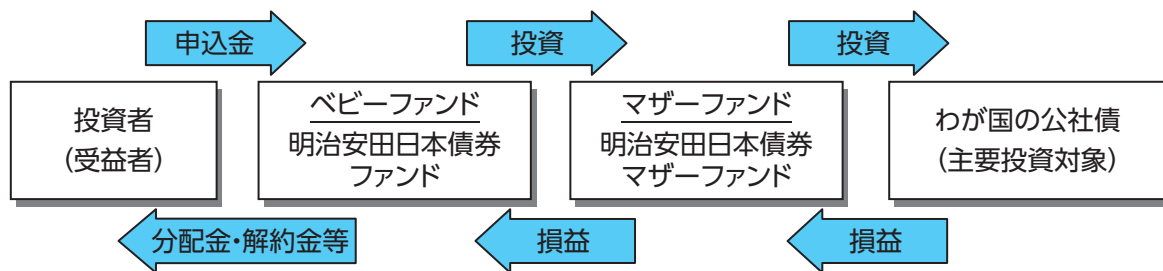 申込金
投資
投資
投資者
(受益者)
ベビーファンド
明治安田日本債券
ファンド
マザーファンド
明治安田日本債券
マザーファンド
わが国の公社債
(主要投資対象)
分配金・解約金等
損益
損益